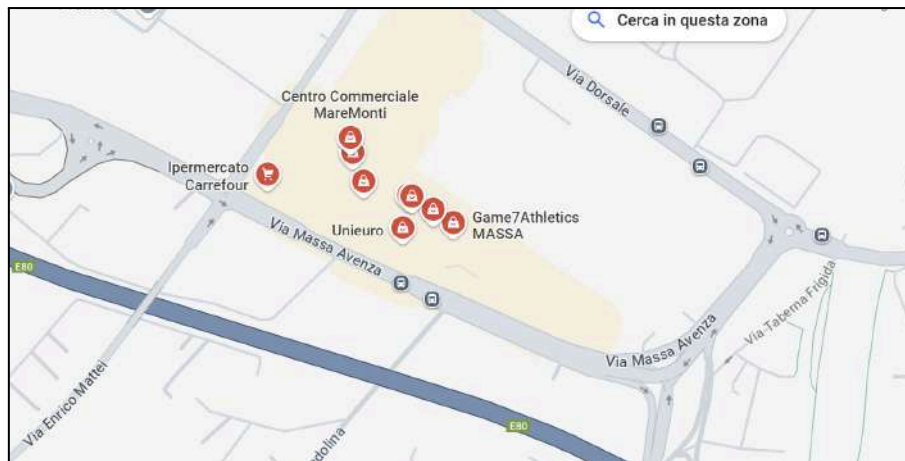 Cerca in questa zona
Via Dorsale
Centro Commerciale
MareMonti
Ipermercato
Carrefour
Unieuro
Game7Athletics
MASSA
Via Massa Avenza
E80
Via Taberna Frigida
Via Massa Avenza
Via Enrico Mattei
E80